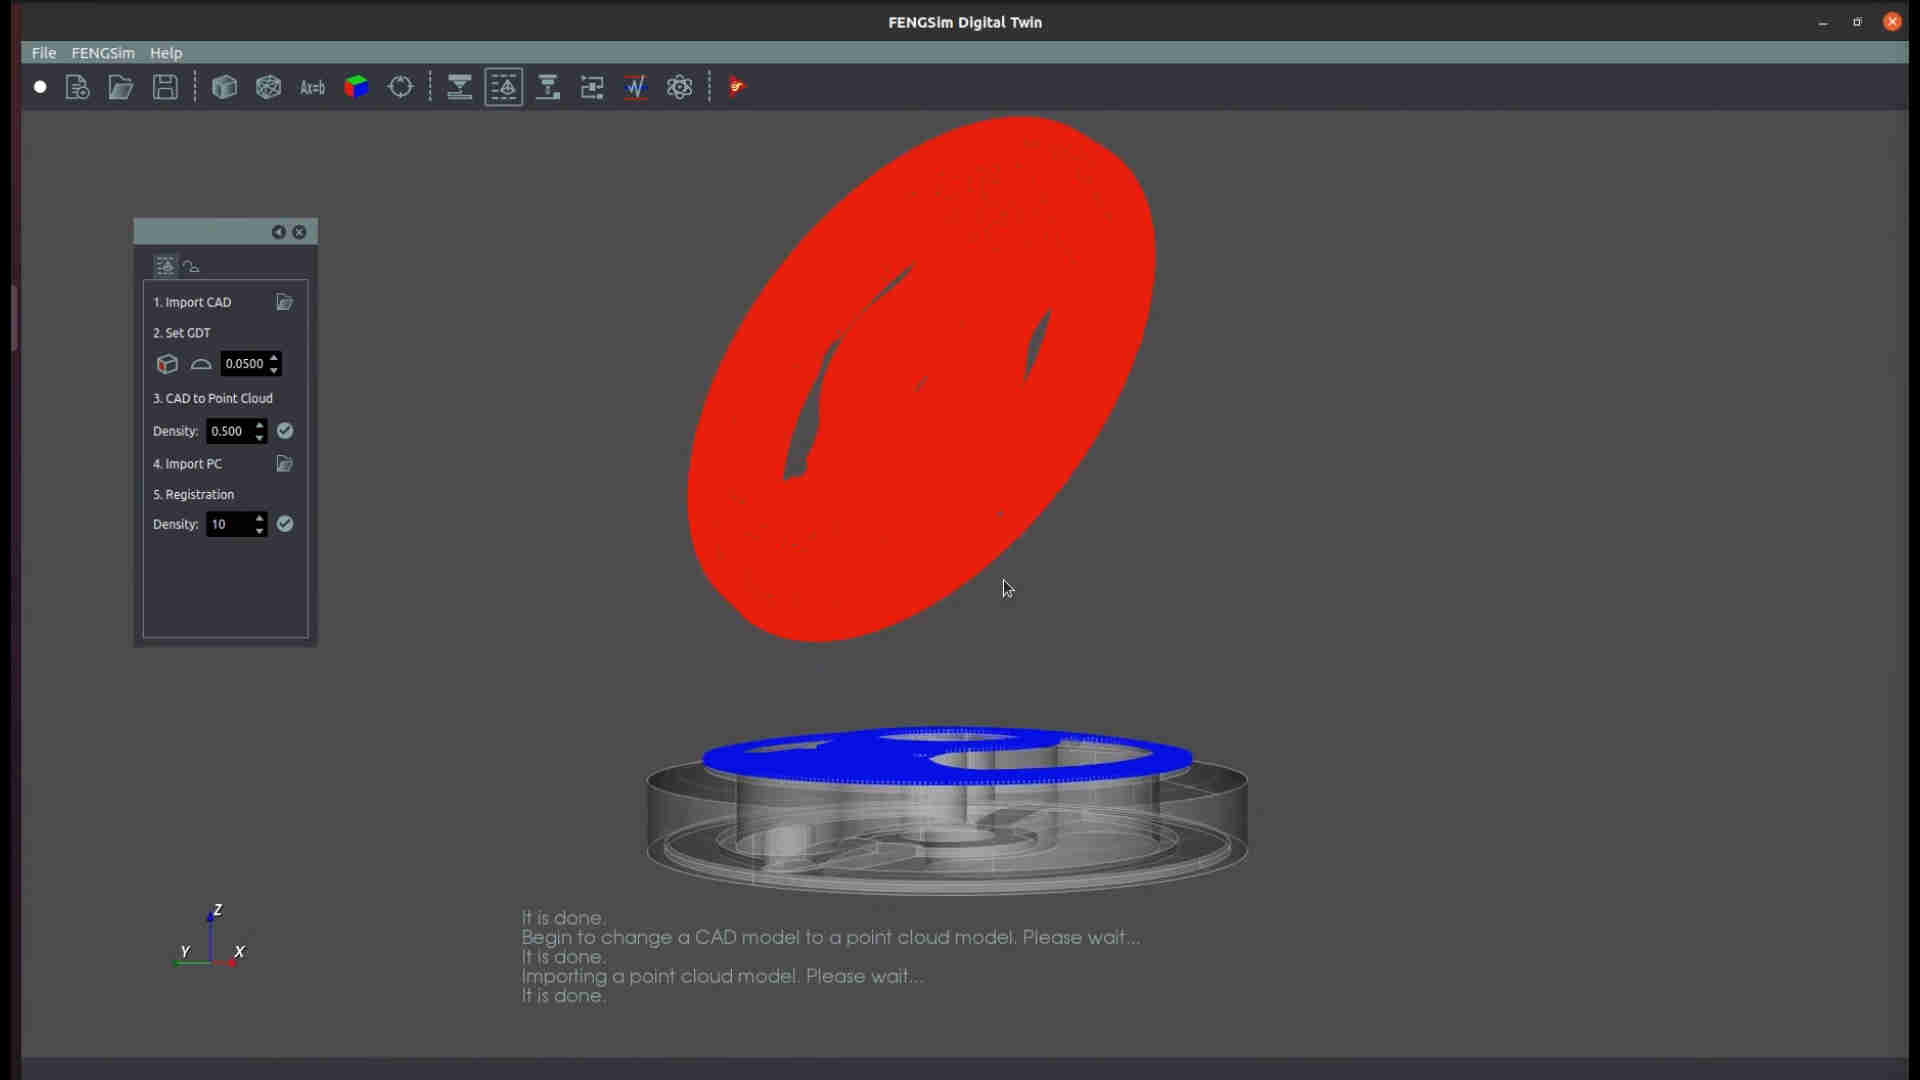 FENGSim Digital Twin
File FENGSim Help
Ax=b
1. Import CAD
2. Set GDT
0.0500
3. CAD to Point Cloud
Density: 0.500
4. Import PC
5. Registration
Density: 10
Z
Y X
It is done.
Begin to change a CAD model to a point cloud model. Please wait...
It is done.
Importing a point cloud model. Please wait...
It is done.